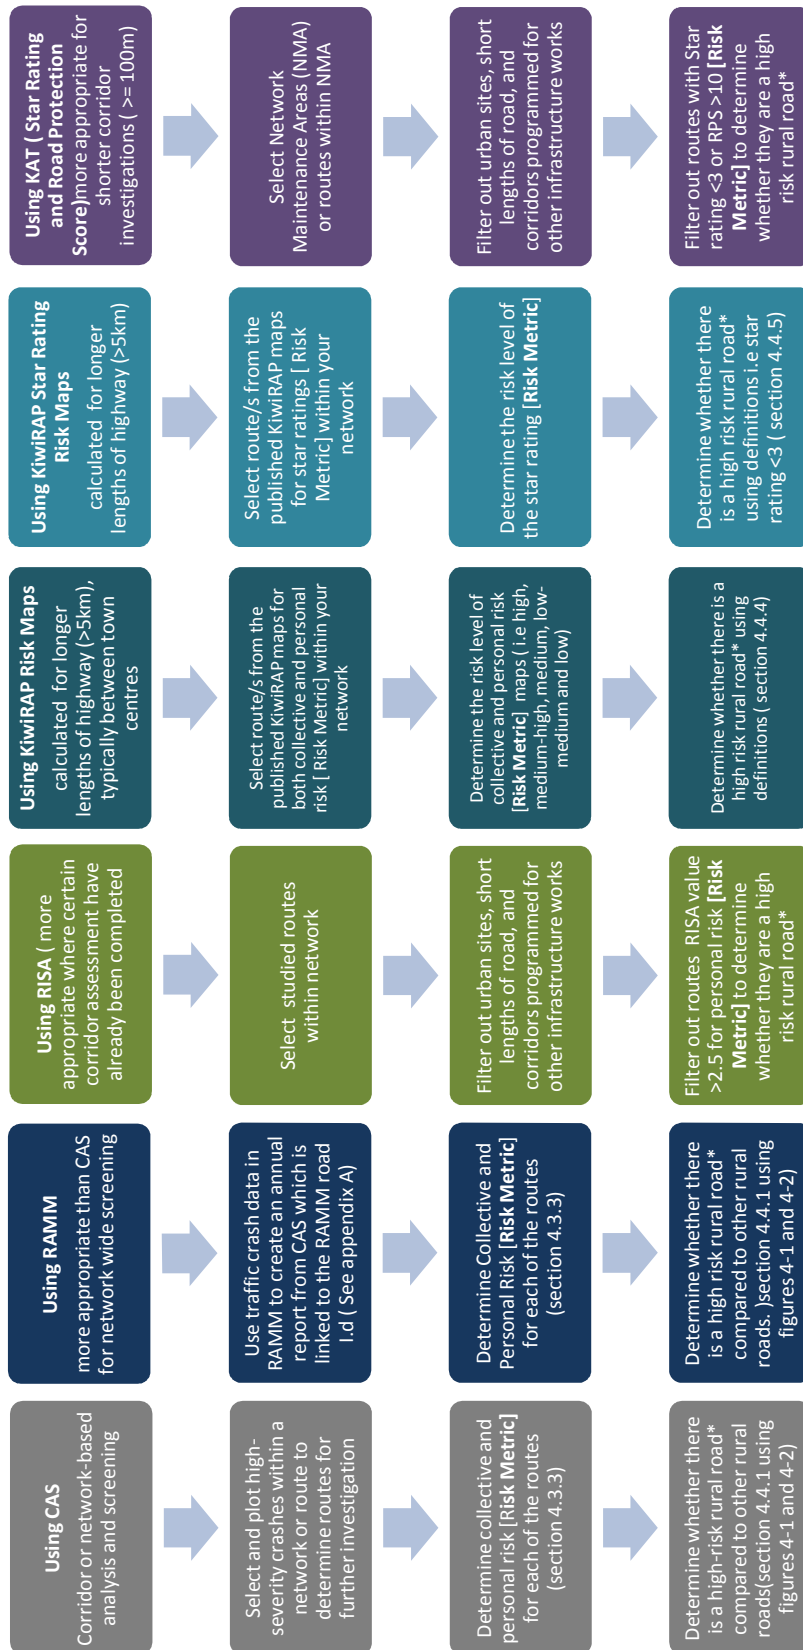 Using CAS
Corridor or network-based
analysis and screening
Select and plot high-
severity crashes within a
network or route to
determine routes for
further investigation
Determine collective and
personal risk [Risk Metric]
for each of the routes
(section 4.3.3)
Determine whether there
is a high-risk rural road*
compared to other rural
roads(section 4.4.1 using
figures 4-1 and 4-2)
Using RAMM
more appropriate than CAS
for network wide screening
Use traffic crash data in
RAMM to create an annual
report from CAS which is
linked to the RAMM road
I.d ( See appendix A)
Determine Collective and
Personal Risk [Risk Metric]
for each of the routes
(section 4.3.3)
Determine whether there
is a high risk rural road*
compared to other rural
roads. )section 4.4.1 using
figures 4-1 and 4-2)
Using RISA ( more
appropriate where certain
corridor assessment have
already been completed
Select studied routes
within network
Filter out urban sites, short
lengths of road, and
corridors programmed for
other infrastructure works
Filter out routes RISA value
>2.5 for personal risk [Risk
Metric] to determine
whether they are a high
risk rural road*
Using KiwiRAP Risk Maps
calculated for longer
lengths of highway (>5km),
typically between town
centres
Select route/s from the
published KiwiRAP maps for
both collective and personal
risk [ Risk Metric] within your
network
Determine the risk level of
collective and personal risk
[Risk Metric] maps ( i.e high,
medium-high, medium, low-
medium and low)
Determine whether there is a
high risk rural road* using
definitions ( section 4.4.4)
Using KiwiRAP Star Rating
Risk Maps
calculated for longer
lengths of highway (>5km)
Select route/s from the
published KiwiRAP maps
for star ratings [ Risk
Metric] within your
network
Determine the risk level of
the star rating [Risk Metric]
Determine whether there
is a high risk rural road*
using definitions i.e star
rating <3 ( section 4.4.5)
Using KAT ( Star Rating
and Road Protection
Score)more appropriate for
shorter corridor
investigations ( >= 100m)
Select Network
Maintenance Areas (NMA)
or routes within NMA
Filter out urban sites, short
lengths of road, and
corridors programmed for
other infrastructure works
Filter out routes with Star
rating <3 or RPS >10 [Risk
Metric] to determine
whether they are a high
risk rural road*